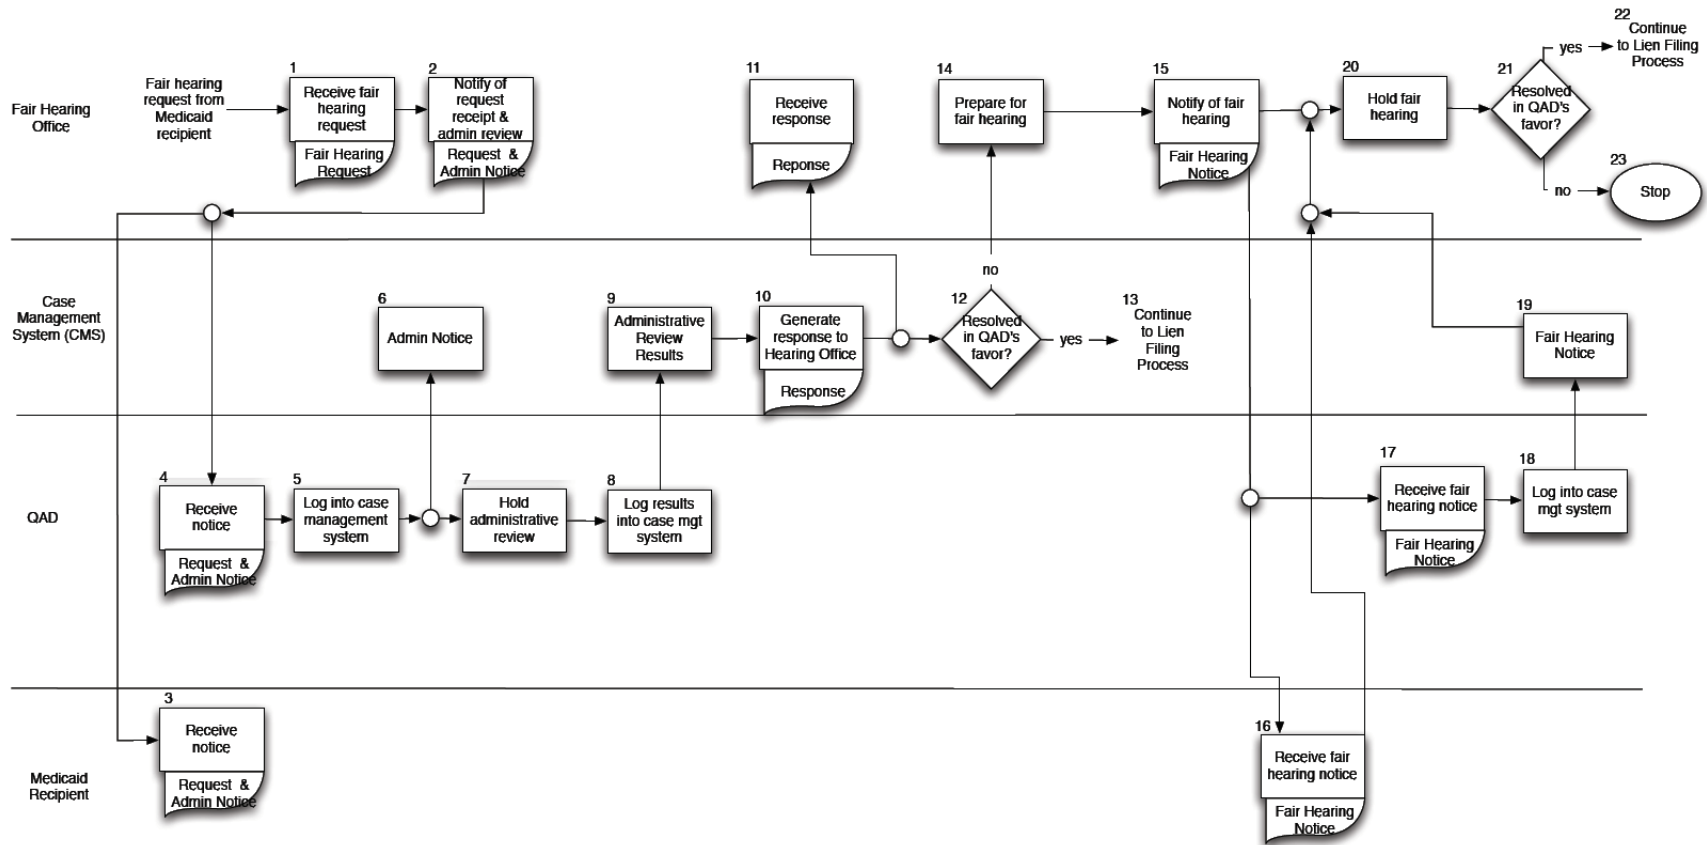 Fair Hearing
Office
Fair hearing
request from
Medicaid
recipient
1
Receive fair
hearing
request
Fair Hearing
Request
2
Notify of
request
receipt &
admin review
Request &
Admin Notice
11
Receive
response
Reponse
14
Prepare for
fair hearing
15
Notify of fair
hearing
Fair Hearing
Notice
20
Hold fair
hearing
21
Resolved
in QAD's
favor?
yes
22
Continue
to Lien Filing
Process
no
23
Stop
Case
Management
System (CMS)
6
Admin Notice
9
Administrative
Review
Results
10
Generate
response to
Hearing Office
Response
12
Resolved
in QAD's
favor?
no
yes
13
Continue
to Lien
Filing
Process
19
Fair Hearing
Notice
QAD
4
Receive
notice
Request &
Admin Notice
5
Log into case
management
system
7
Hold
administrative
review
8
Log results
into case mgt
system
17
Receive fair
hearing notice
Fair Hearing
Notice
18
Log into case
mgt system
Medicaid
Recipient
3
Receive
notice
Request &
Admin Notice
16
Receive fair
hearing notice
Fair Hearing
Notice